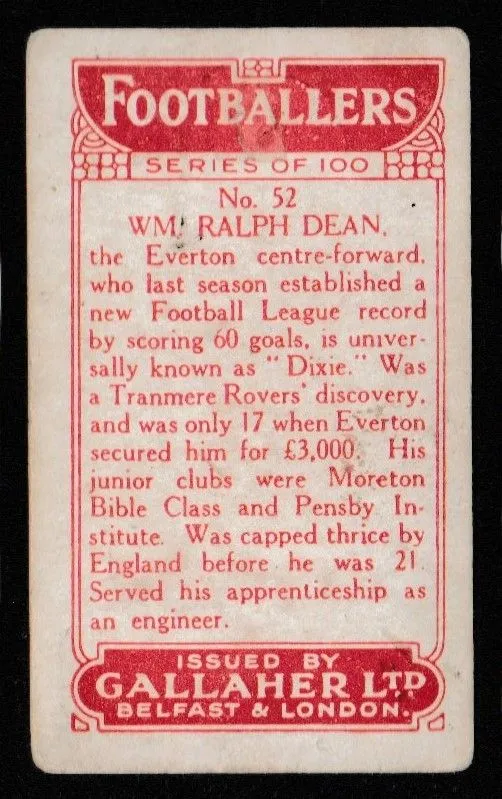 FOOTBALLERS
SERIES OF 100
No. 52
WM. RALPH DEAN,
the Everton centre-forward,
who last season established a
new Football League record
by scoring 60 goals, is univer-
sally known as "Dixie." Was
a Tranmere Rovers' discovery,
and was only 17 when Everton
secured him for £3,000. His
junior clubs were Moreton
Bible Class and Pensby In-
stitute. Was capped thrice by
England before he was 21.
Served his apprenticeship as
an engineer.
ISSUED BY
GALLAHER LTD
BELFAST & LONDON.